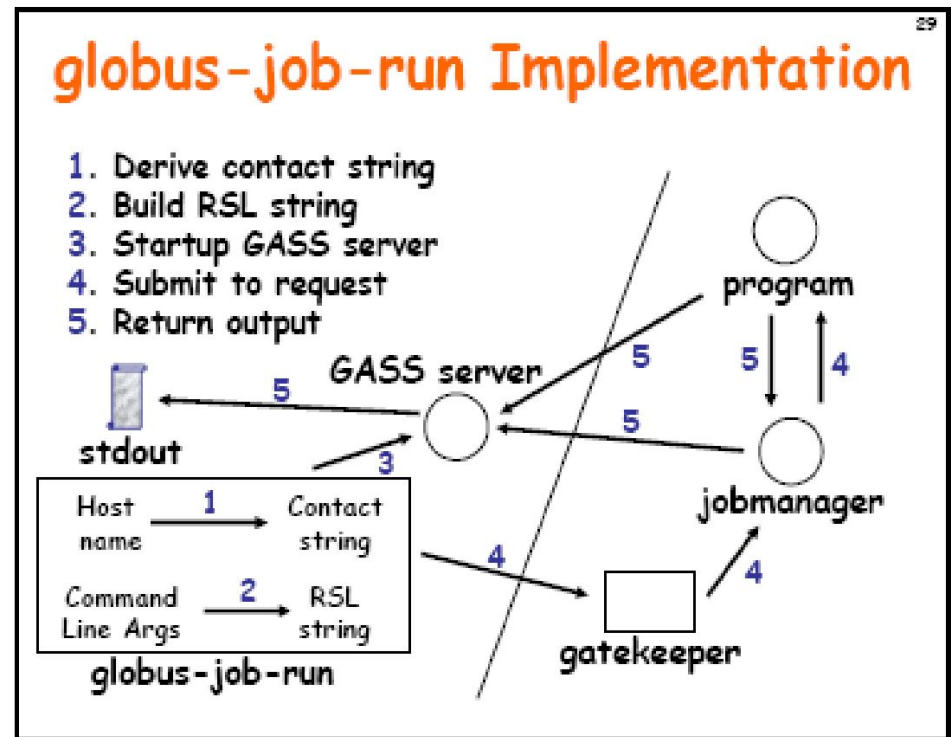 29
globus-job-run Implementation
1. Derive contact string
2. Build RSL string
3. Startup GASS server
4. Submit to request
5. Return output
program
5
5
4
GASS server
5
5
stdout
3
jobmanager
Host
name
1
Contact
string
4
4
Command
Line Args
2
RSL
string
gatekeeper
globus-job-run